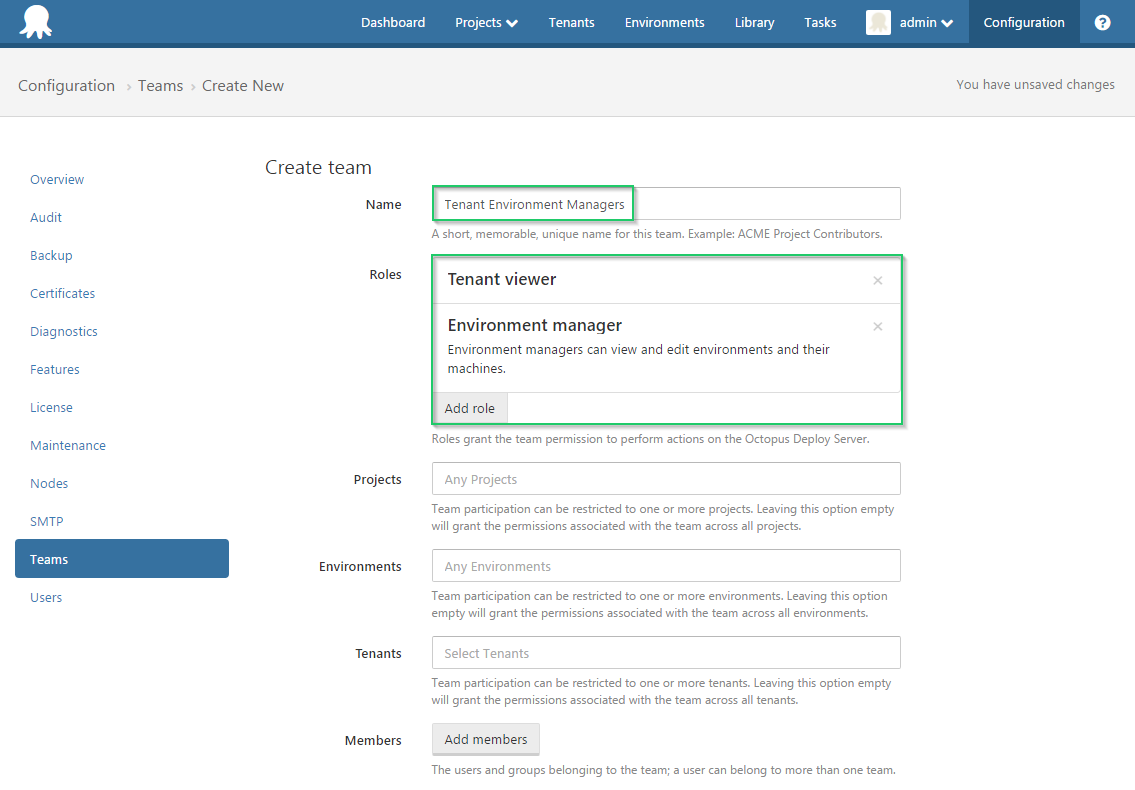 Dashboard Projects Tenants Environments Library Tasks admin Configuration ?
Configuration › Teams › Create New
You have unsaved changes
Overview
Audit
Backup
Certificates
Diagnostics
Features
License
Maintenance
Nodes
SMTP
Teams
Users
Create team
Name
Tenant Environment Managers
A short, memorable, unique name for this team. Example: ACME Project Contributors.
Roles
Tenant viewer ×
Environment manager ×
Environment managers can view and edit environments and their
machines.
Add role
Roles grant the team permission to perform actions on the Octopus Deploy Server.
Projects
Any Projects
Team participation can be restricted to one or more projects. Leaving this option empty
will grant the permissions associated with the team across all projects.
Environments
Any Environments
Team participation can be restricted to one or more environments. Leaving this option
empty will grant the permissions associated with the team across all environments.
Tenants
Select Tenants
Team participation can be restricted to one or more tenants. Leaving this option empty
will grant the permissions associated with the team across all tenants.
Members
Add members
The users and groups belonging to the team; a user can belong to more than one team.